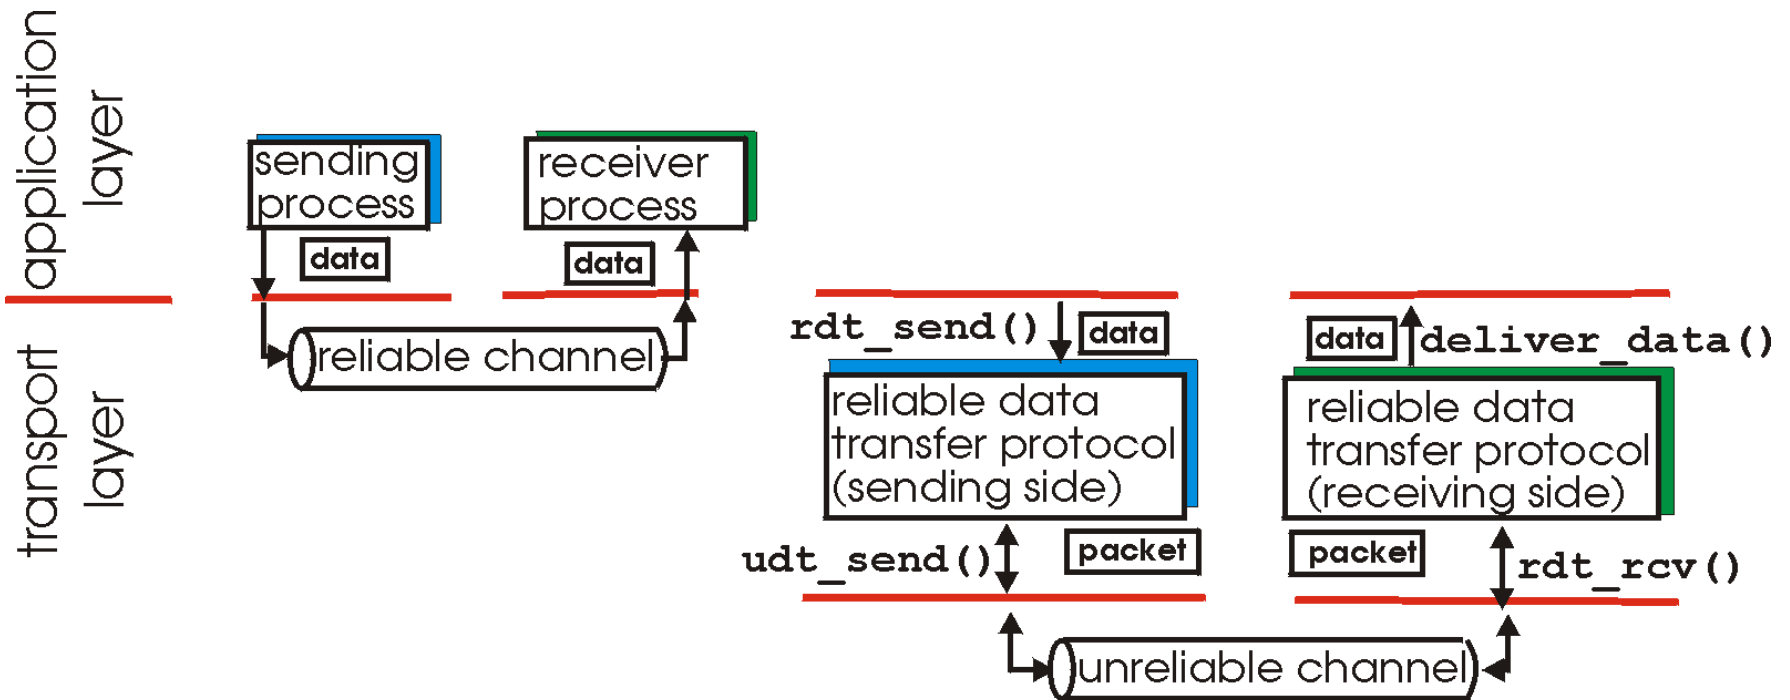 application
layer
transport
layer
sending
process
data
receiver
process
data
reliable channel
rdt_send()
data
reliable data
transfer protocol
(sending side)
udt_send()
packet
data
deliver_data()
reliable data
transfer protocol
(receiving side)
packet
rdt_rcv()
unreliable channel